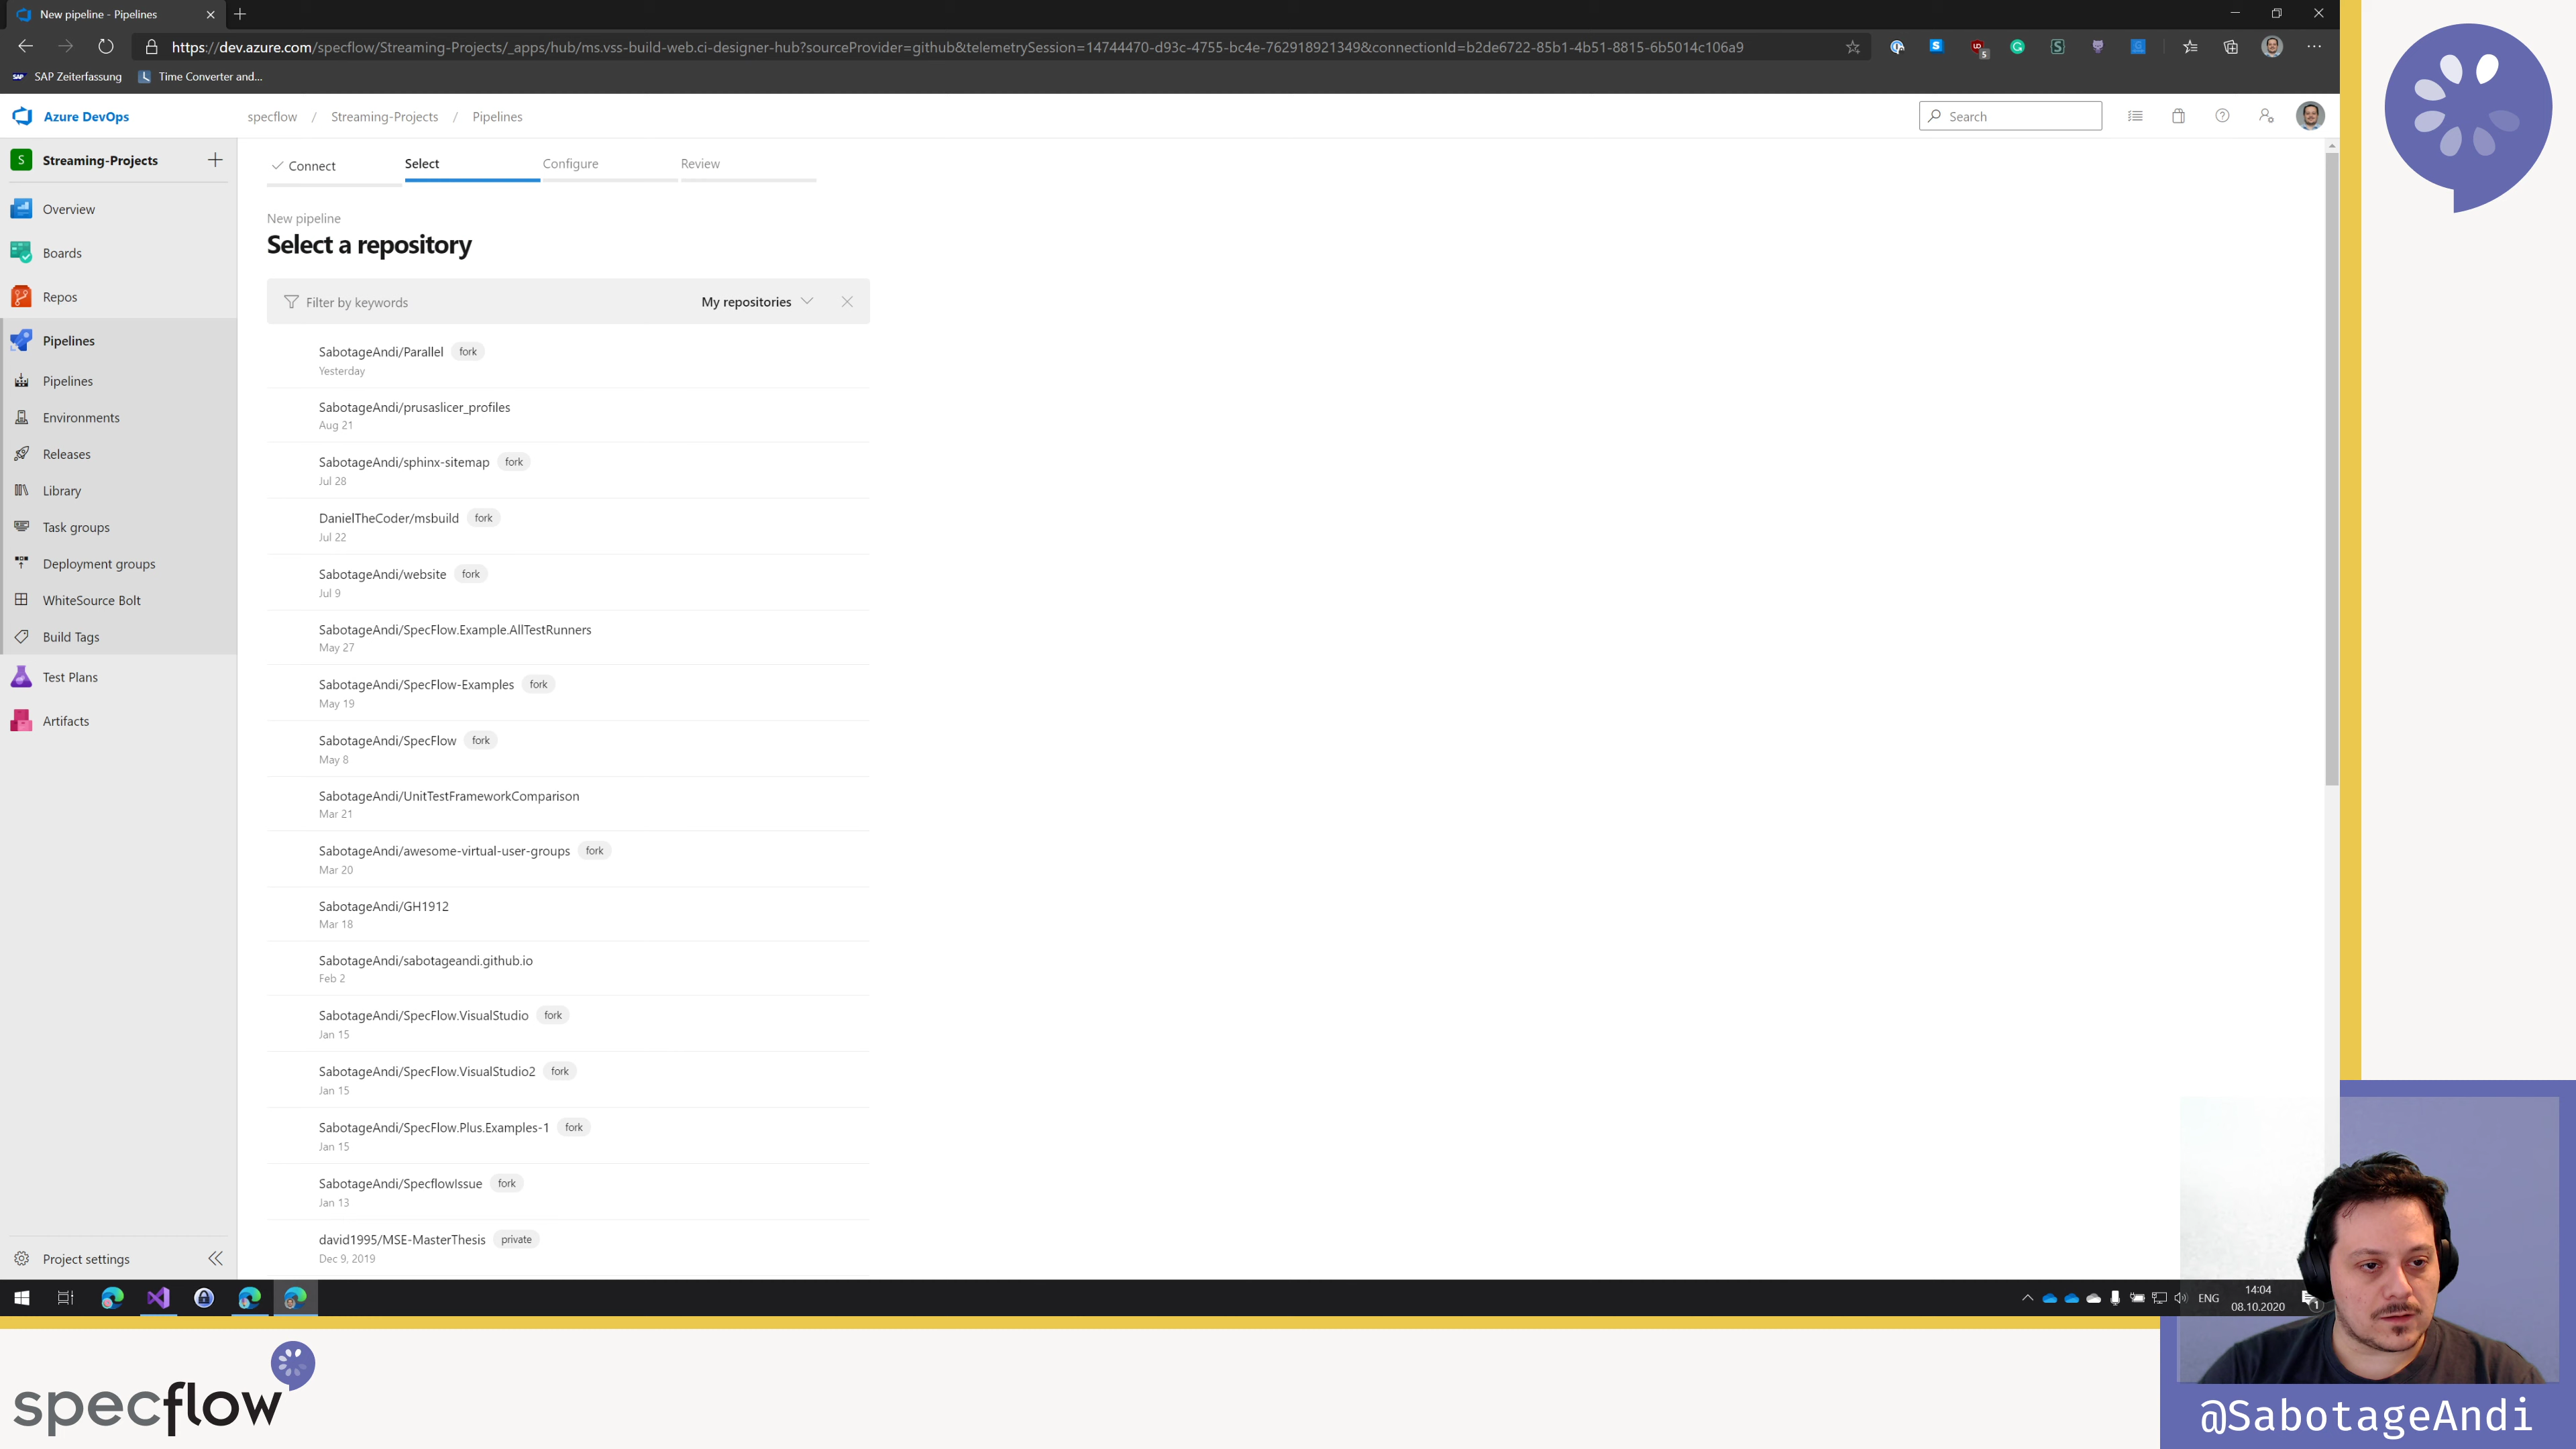 New pipeline - Pipelines
https://dev.azure.com/specflow/Streaming-Projects/_apps/hub/ms.vss-build-web.ci-designer-hub?sourceProvider=github&telemetrySession=14744470-d93c-4755-bc4e-762918921349&connectionId=b2de6722-85b1-4b51-8815-6b5014c106a9
SAP Zeiterfassung
Time Converter and...
Azure DevOps
specflow / Streaming-Projects / Pipelines
Search
S Streaming-Projects
Overview
Boards
Repos
Pipelines
Pipelines
Environments
Releases
Library
Task groups
Deployment groups
WhiteSource Bolt
Build Tags
Test Plans
Artifacts
Project settings
Connect
Select
Configure
Review
New pipeline
Select a repository
Filter by keywords
My repositories
SabotageAndi/Parallel fork
Yesterday
SabotageAndi/prusaslicer_profiles
Aug 21
SabotageAndi/sphinx-sitemap fork
Jul 28
DanielTheCoder/msbuild fork
Jul 22
SabotageAndi/website fork
Jul 9
SabotageAndi/SpecFlow.Example.AllTestRunners
May 27
SabotageAndi/SpecFlow-Examples fork
May 19
SabotageAndi/SpecFlow fork
May 8
SabotageAndi/UnitTestFrameworkComparison
Mar 21
SabotageAndi/awesome-virtual-user-groups fork
Mar 20
SabotageAndi/GH1912
Mar 18
SabotageAndi/sabotageandi.github.io
Feb 2
SabotageAndi/SpecFlow.VisualStudio fork
Jan 15
SabotageAndi/SpecFlow.VisualStudio2 fork
Jan 15
SabotageAndi/SpecFlow.Plus.Examples-1 fork
Jan 15
SabotageAndi/SpecflowIssue fork
Jan 13
david1995/MSE-MasterThesis private
Dec 9, 2019
ENG
14:04
08.10.2020
1
specflow
@SabotageAndi